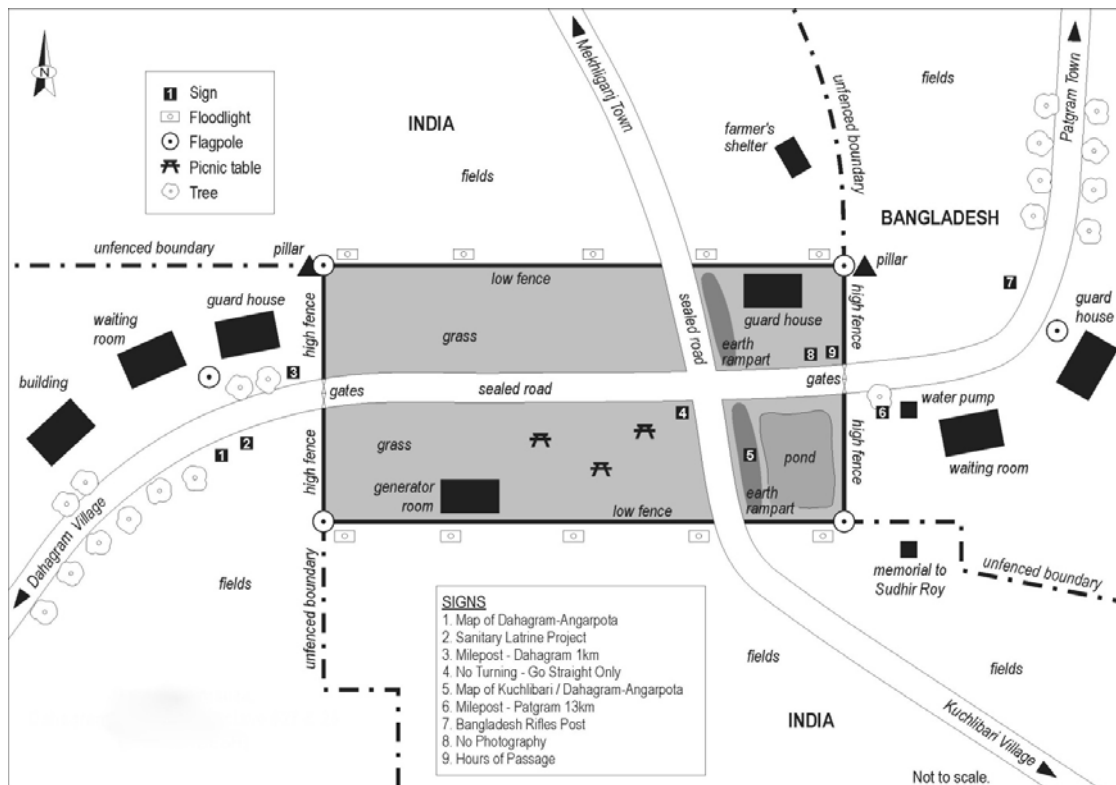 N
1 Sign
Floodlight
Flagpole
Picnic table
Tree
INDIA
fields
Mekhliganj Town
unfenced boundary
farmer's
shelter
fields
Patgram Town
BANGLADESH
unfenced boundary
pillar
pillar
7
low fence
high fence
high fence
guard house
waiting
room
building
guard house
guard
house
grass
sealed road
earth
rampart
8
9
3
gates
sealed road
gates
1
2
4
6
water pump
waiting room
high fence
high fence
grass
5
pond
generator
room
low fence
earth
rampart
Dahagram Village
fields
unfenced boundary
memorial to
Sudhir Roy
unfenced boundary
SIGNS
1. Map of Dahagram-Angarpota
2. Sanitary Latrine Project
3. Milepost - Dahagram 1km
4. No Turning - Go Straight Only
5. Map of Kuchlibari / Dahagram-Angarpota
6. Milepost - Patgram 13km
7. Bangladesh Rifles Post
8. No Photography
9. Hours of Passage
fields
fields
INDIA
Kuchlibari Village
Not to scale.